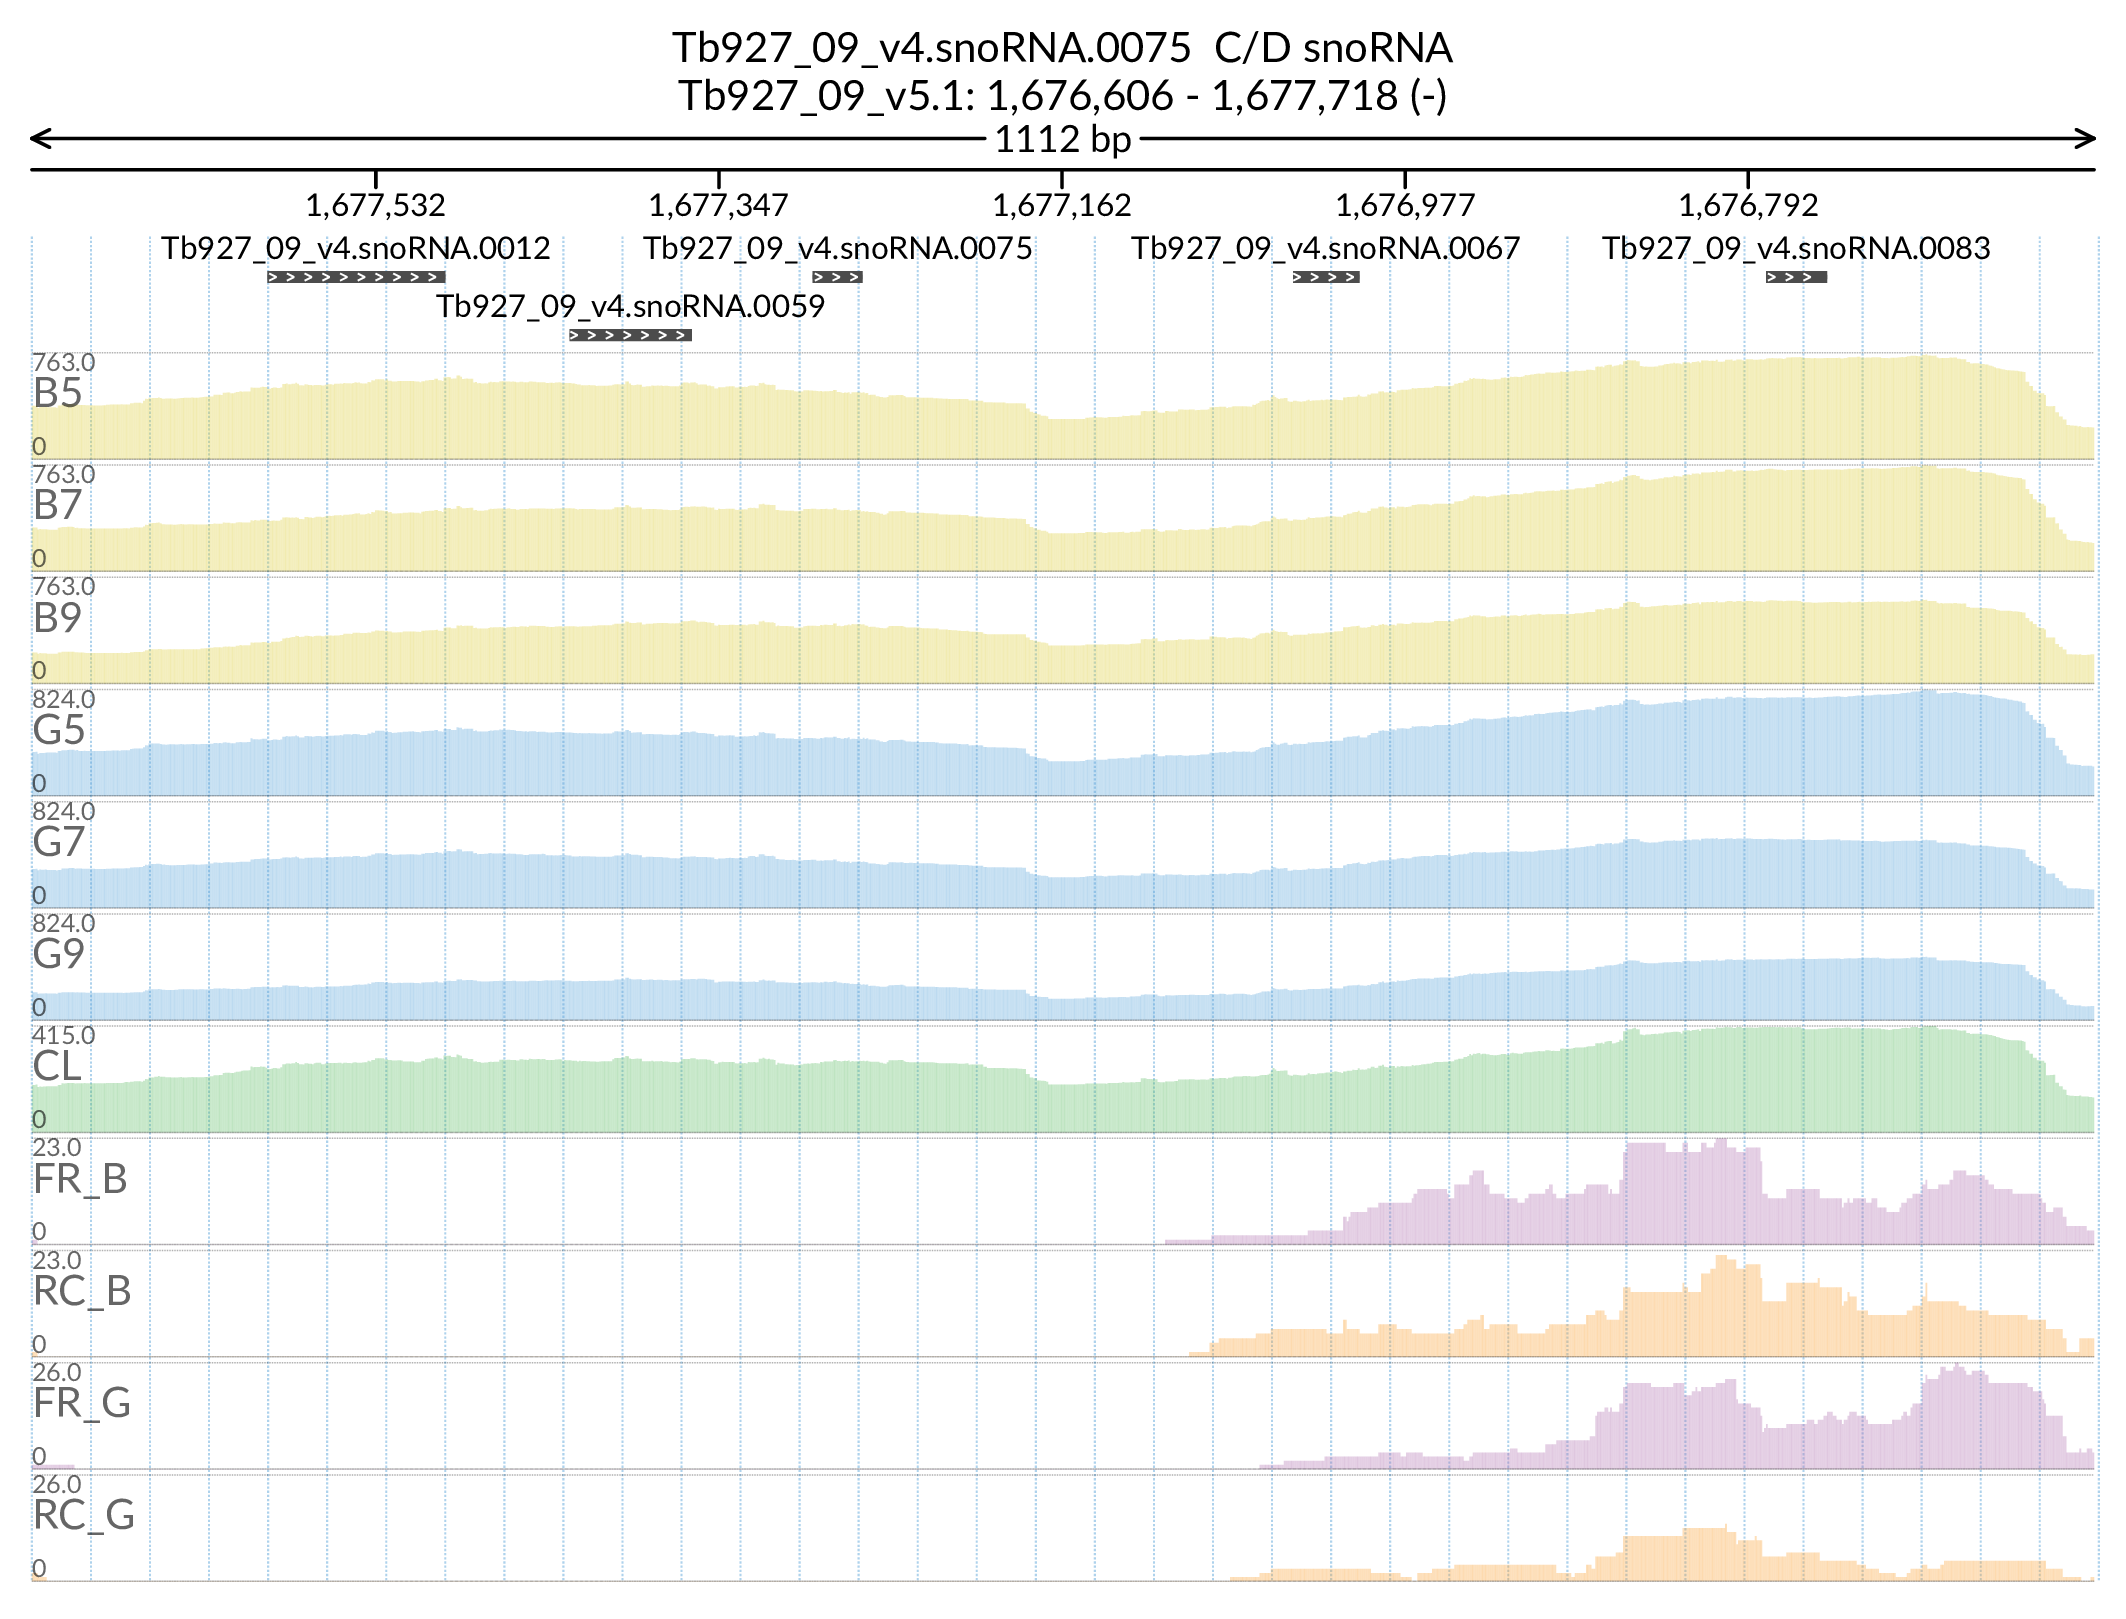 Tb927_09_v4.snoRNA.0075  C/D snoRNA
Tb927_09_v5.1: 1,676,606 - 1,677,718 (-)
1112 bp
1,677,532 1,677,347 1,677,162 1,676,977 1,676,792
Tb927_09_v4.snoRNA.0012 Tb927_09_v4.snoRNA.0075 Tb927_09_v4.snoRNA.0067 Tb927_09_v4.snoRNA.0083
Tb927_09_v4.snoRNA.0059
763.0
B5
0
763.0
B7
0
763.0
B9
0
824.0
G5
0
824.0
G7
0
824.0
G9
0
415.0
CL
0
23.0
FR_B
0
23.0
RC_B
0
26.0
FR_G
0
26.0
RC_G
0